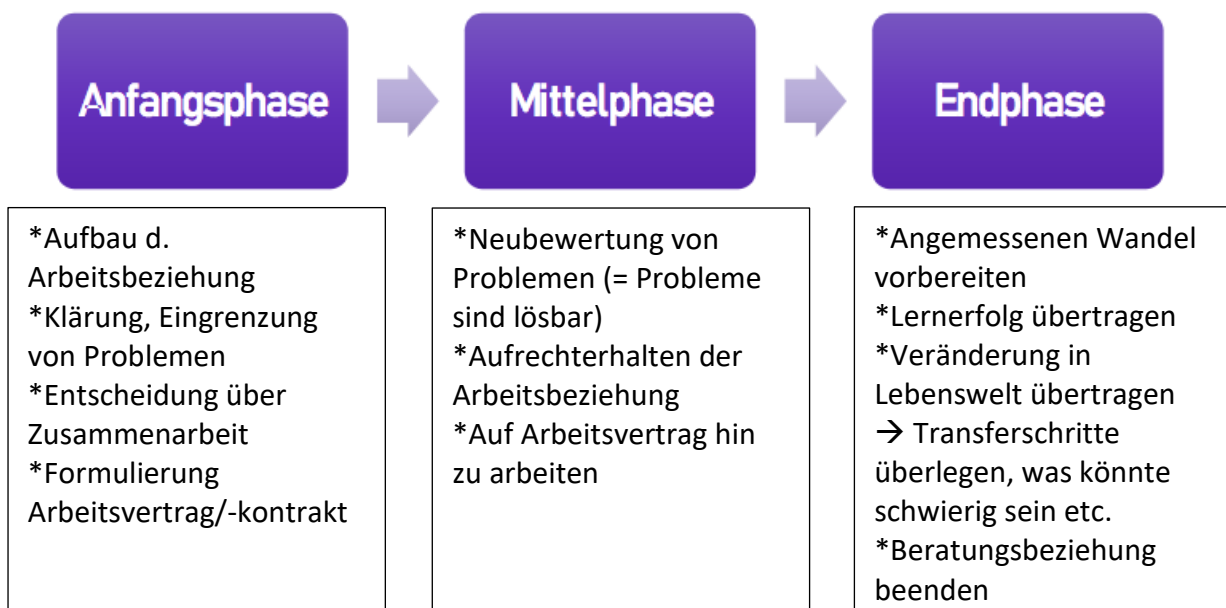 Anfangsphase
Mittelphase
Endphase
*Aufbau d.
Arbeitsbeziehung
*Klärung, Eingrenzung
von Problemen
*Entscheidung über
Zusammenarbeit
*Formulierung
Arbeitsvertrag/-kontrakt
*Neubewertung von
Problemen (= Probleme
sind lösbar)
*Aufrechterhalten der
Arbeitsbeziehung
*Auf Arbeitsvertrag hin
zu arbeiten
*Angemessenen Wandel
vorbereiten
*Lernerfolg übertragen
*Veränderung in
Lebenswelt übertragen
→ Transferschritte
überlegen, was könnte
schwierig sein etc.
*Beratungsbeziehung
beenden